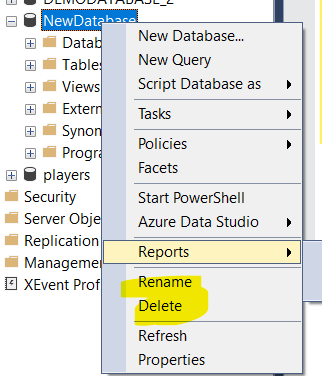 DEMODATABASE_2
NewDatabase
Datab
Tables
Views
Extern
Synon
Progra
players
Security
Server Obje
Replication
Manageme
XEvent Prof
New Database...
New Query
Script Database as
Tasks
Policies
Facets
Start PowerShell
Azure Data Studio
Reports
Rename
Delete
Refresh
Properties